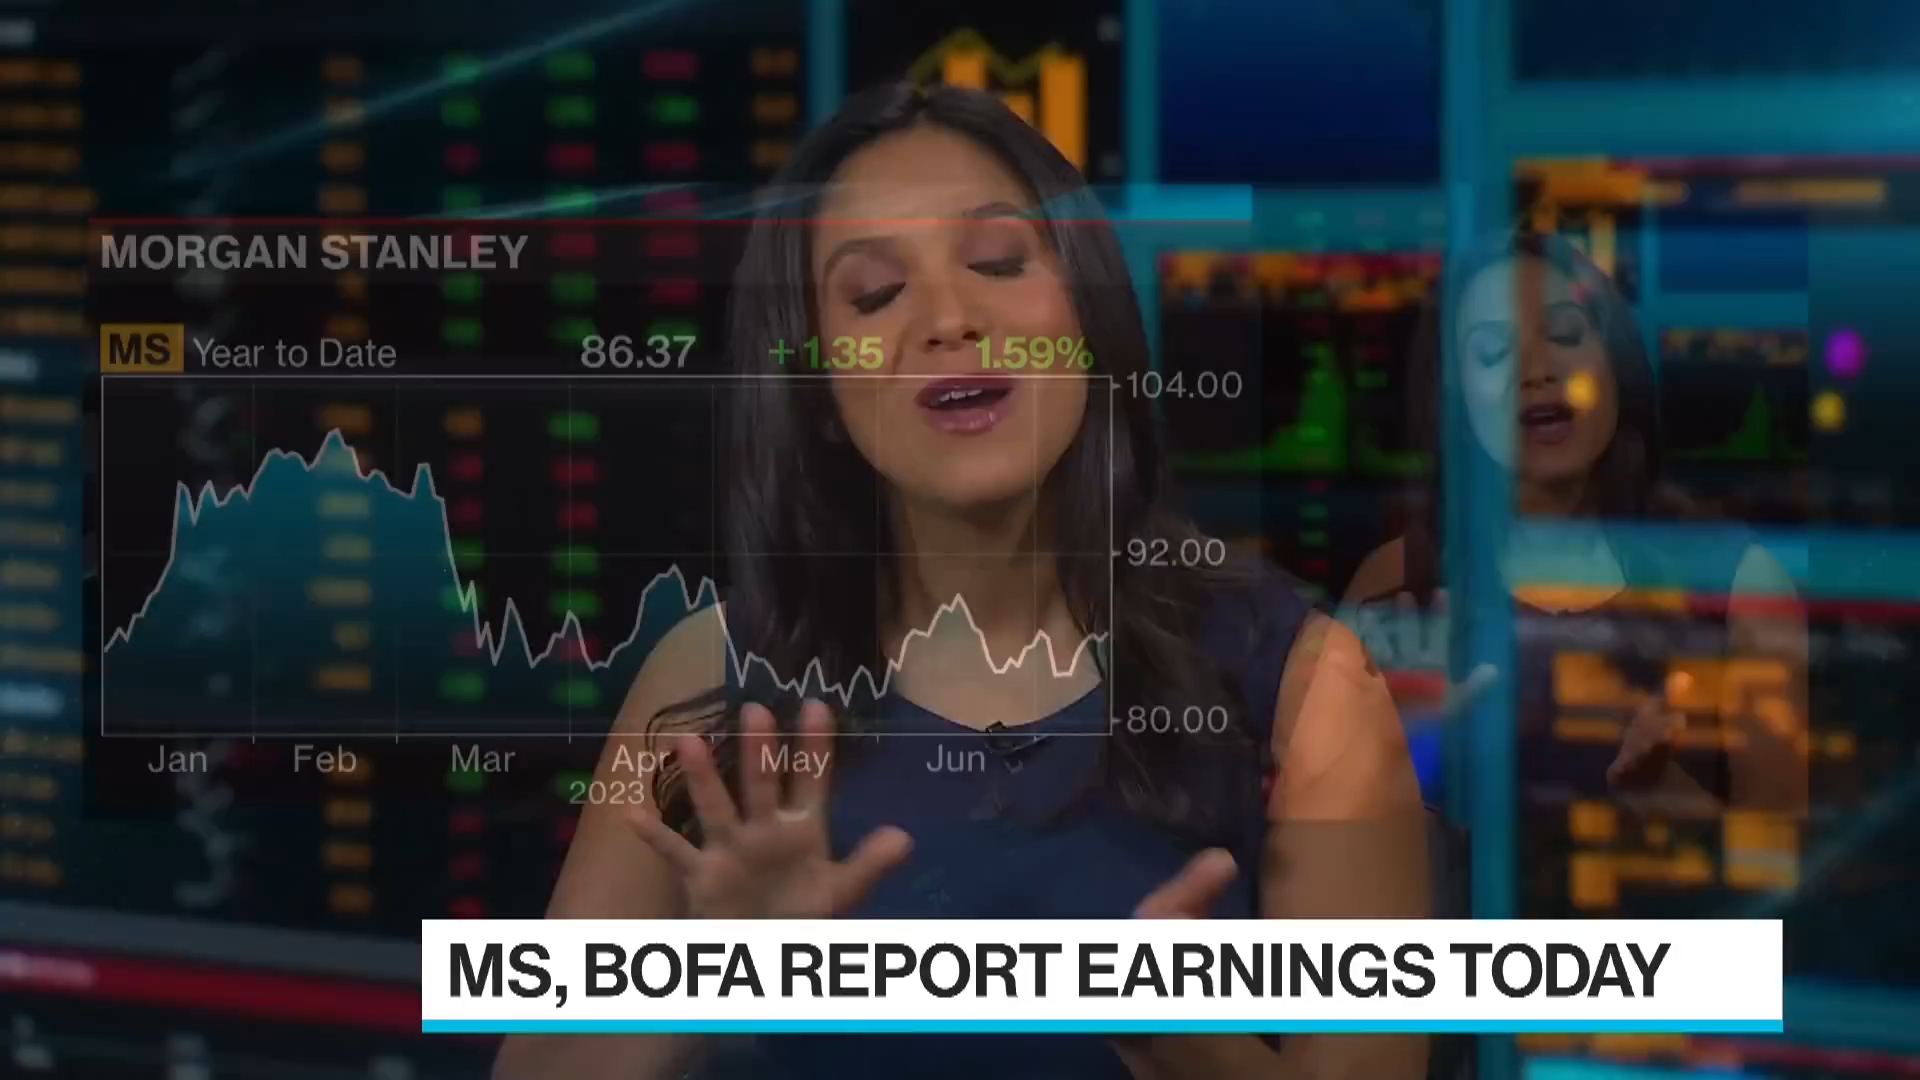 MORGAN STANLEY
MS Year to Date 86.37 +1.35 1.59%
104.00
92.00
80.00
Jan Feb Mar Apr May Jun
2023
MS, BOFA REPORT EARNINGS TODAY